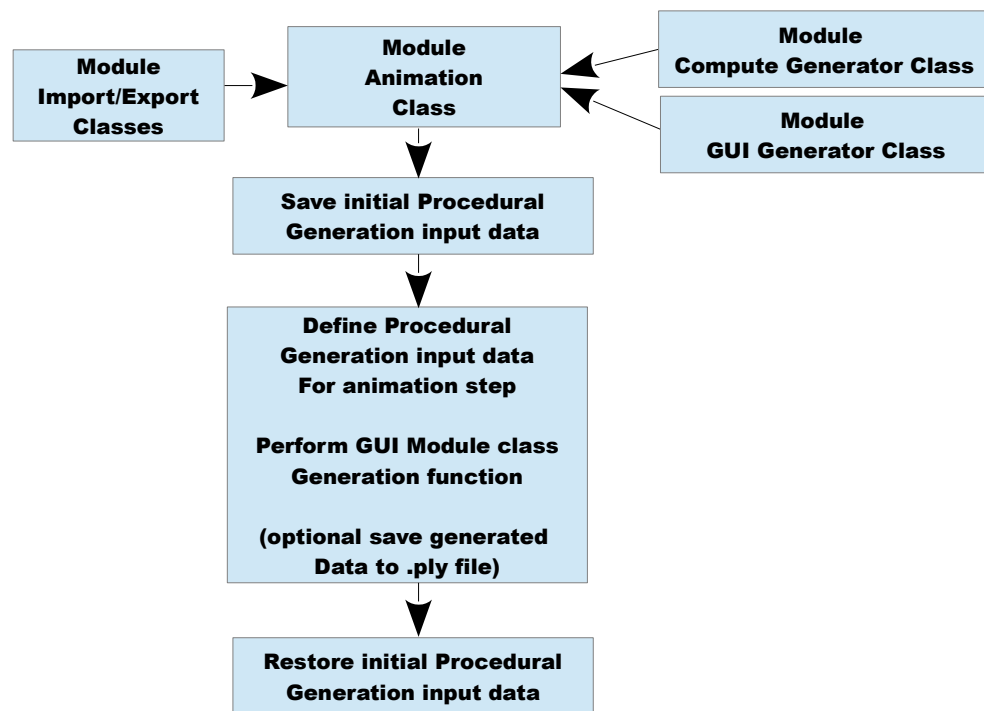 Module
Import/Export
Classes
Module
Animation
Class
Module
Compute Generator Class
Module
GUI Generator Class
Save initial Procedural
Generation input data
Define Procedural
Generation input data
For animation step
Perform GUI Module class
Generation function
(optional save generated
Data to .ply file)
Restore initial Procedural
Generation input data